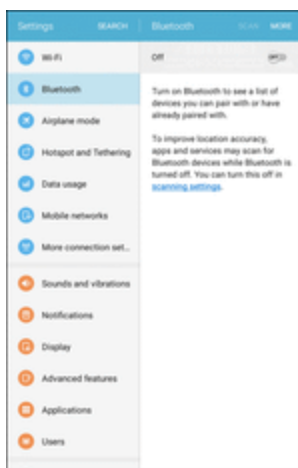 Settings
SEARCH
Bluetooth
SCAN
MORE
Wi-Fi
Bluetooth
Airplane mode
Hotspot and Tethering
Data usage
Mobile networks
More connection set...
Sounds and vibrations
Notifications
Display
Advanced features
Applications
Users
Off
Turn on Bluetooth to see a list of
devices you can pair with or have
already paired with.
To improve location accuracy,
apps and services may scan for
Bluetooth devices while Bluetooth is
turned off. You can turn this off in
scanning settings.